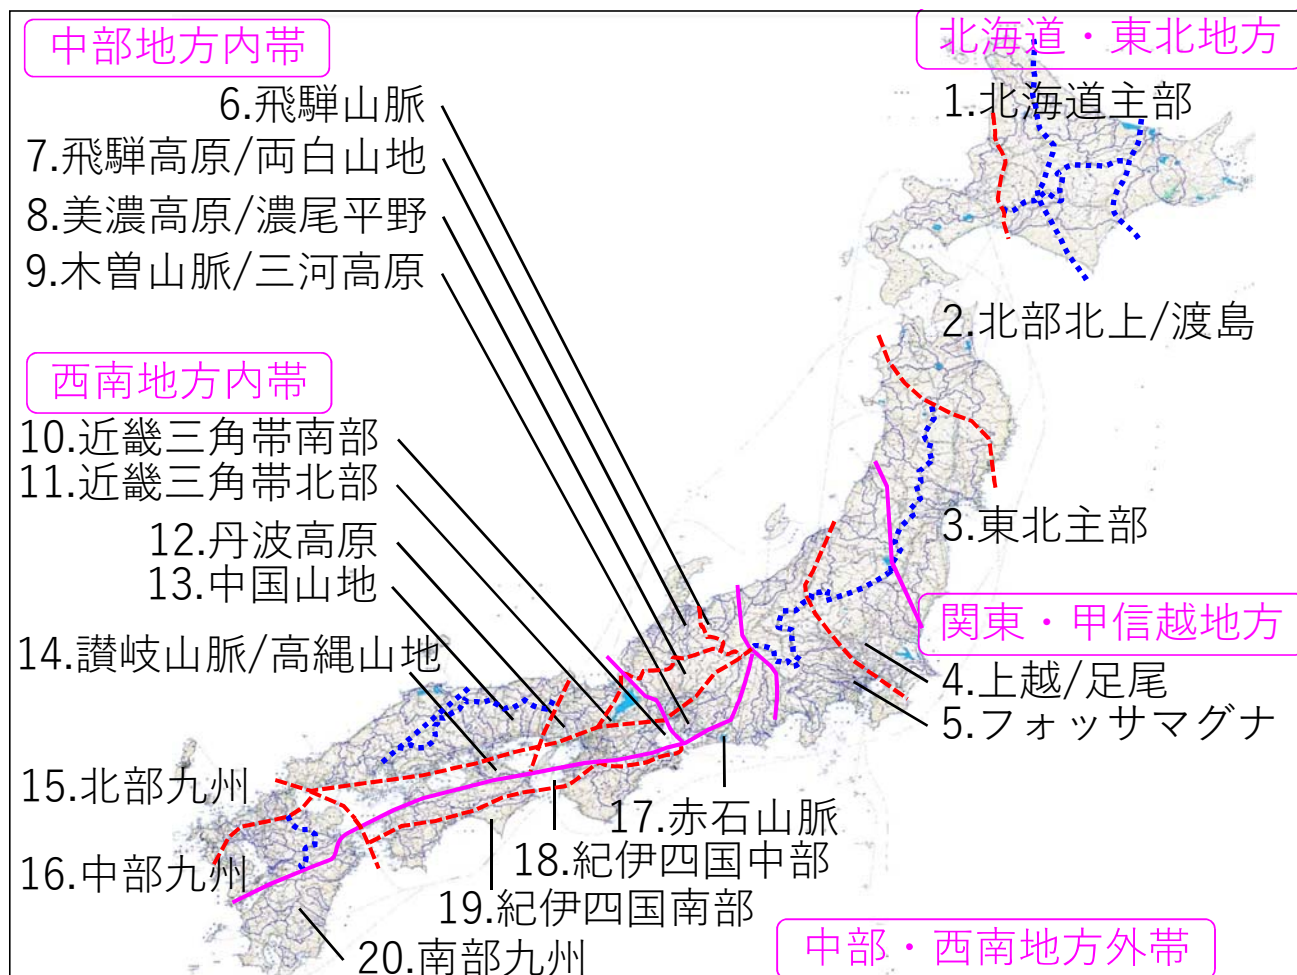 中部地方内帯
6.飛騨山脈
7.飛騨高原/両白山地
8.美濃高原/濃尾平野
9.木曽山脈/三河高原
西南地方内帯
10.近畿三角帯南部
11.近畿三角帯北部
12.丹波高原
13.中国山地
14.讃岐山脈/高縄山地
15.北部九州
16.中部九州
北海道・東北地方
1.北海道主部
2.北部北上/渡島
3.東北主部
関東・甲信越地方
4.上越/足尾
5.フォッサマグナ
17.赤石山脈
18.紀伊四国中部
19.紀伊四国南部
20.南部九州
中部・西南地方外帯